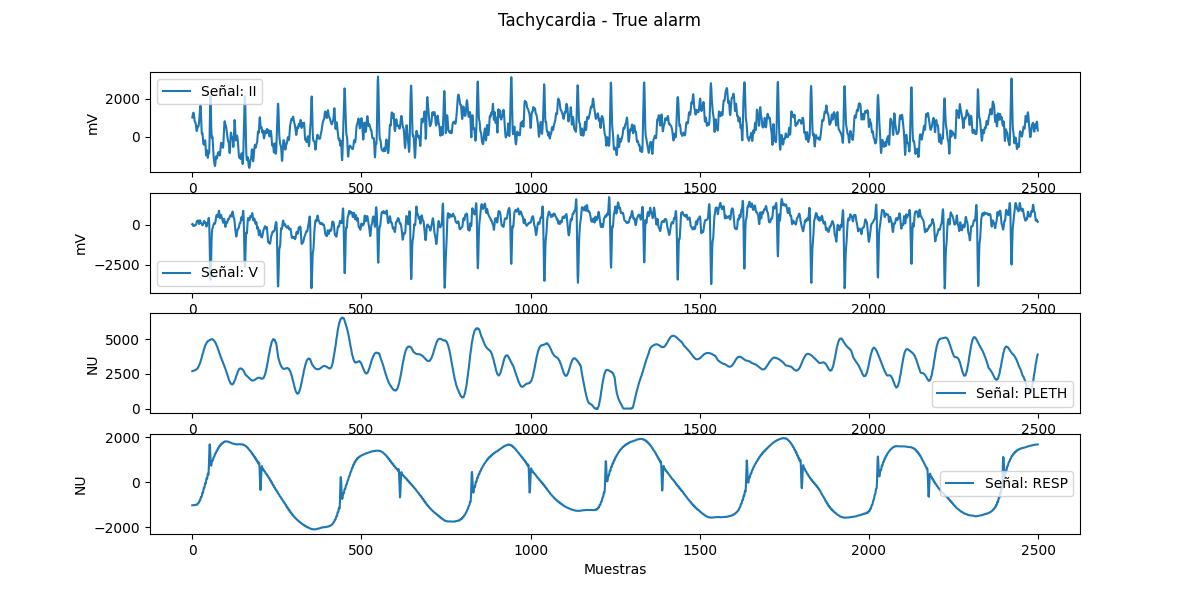 Tachycardia - True alarm
Señal: II
mV
2000
0
0 500 1000 1500 2000 2500
mV
0
−2500
Señal: V
0 500 1000 1500 2000 2500
NU
5000
2500
0
Señal: PLETH
0 500 1000 1500 2000 2500
NU
2000
0
−2000
Señal: RESP
0 500 1000 1500 2000 2500
Muestras